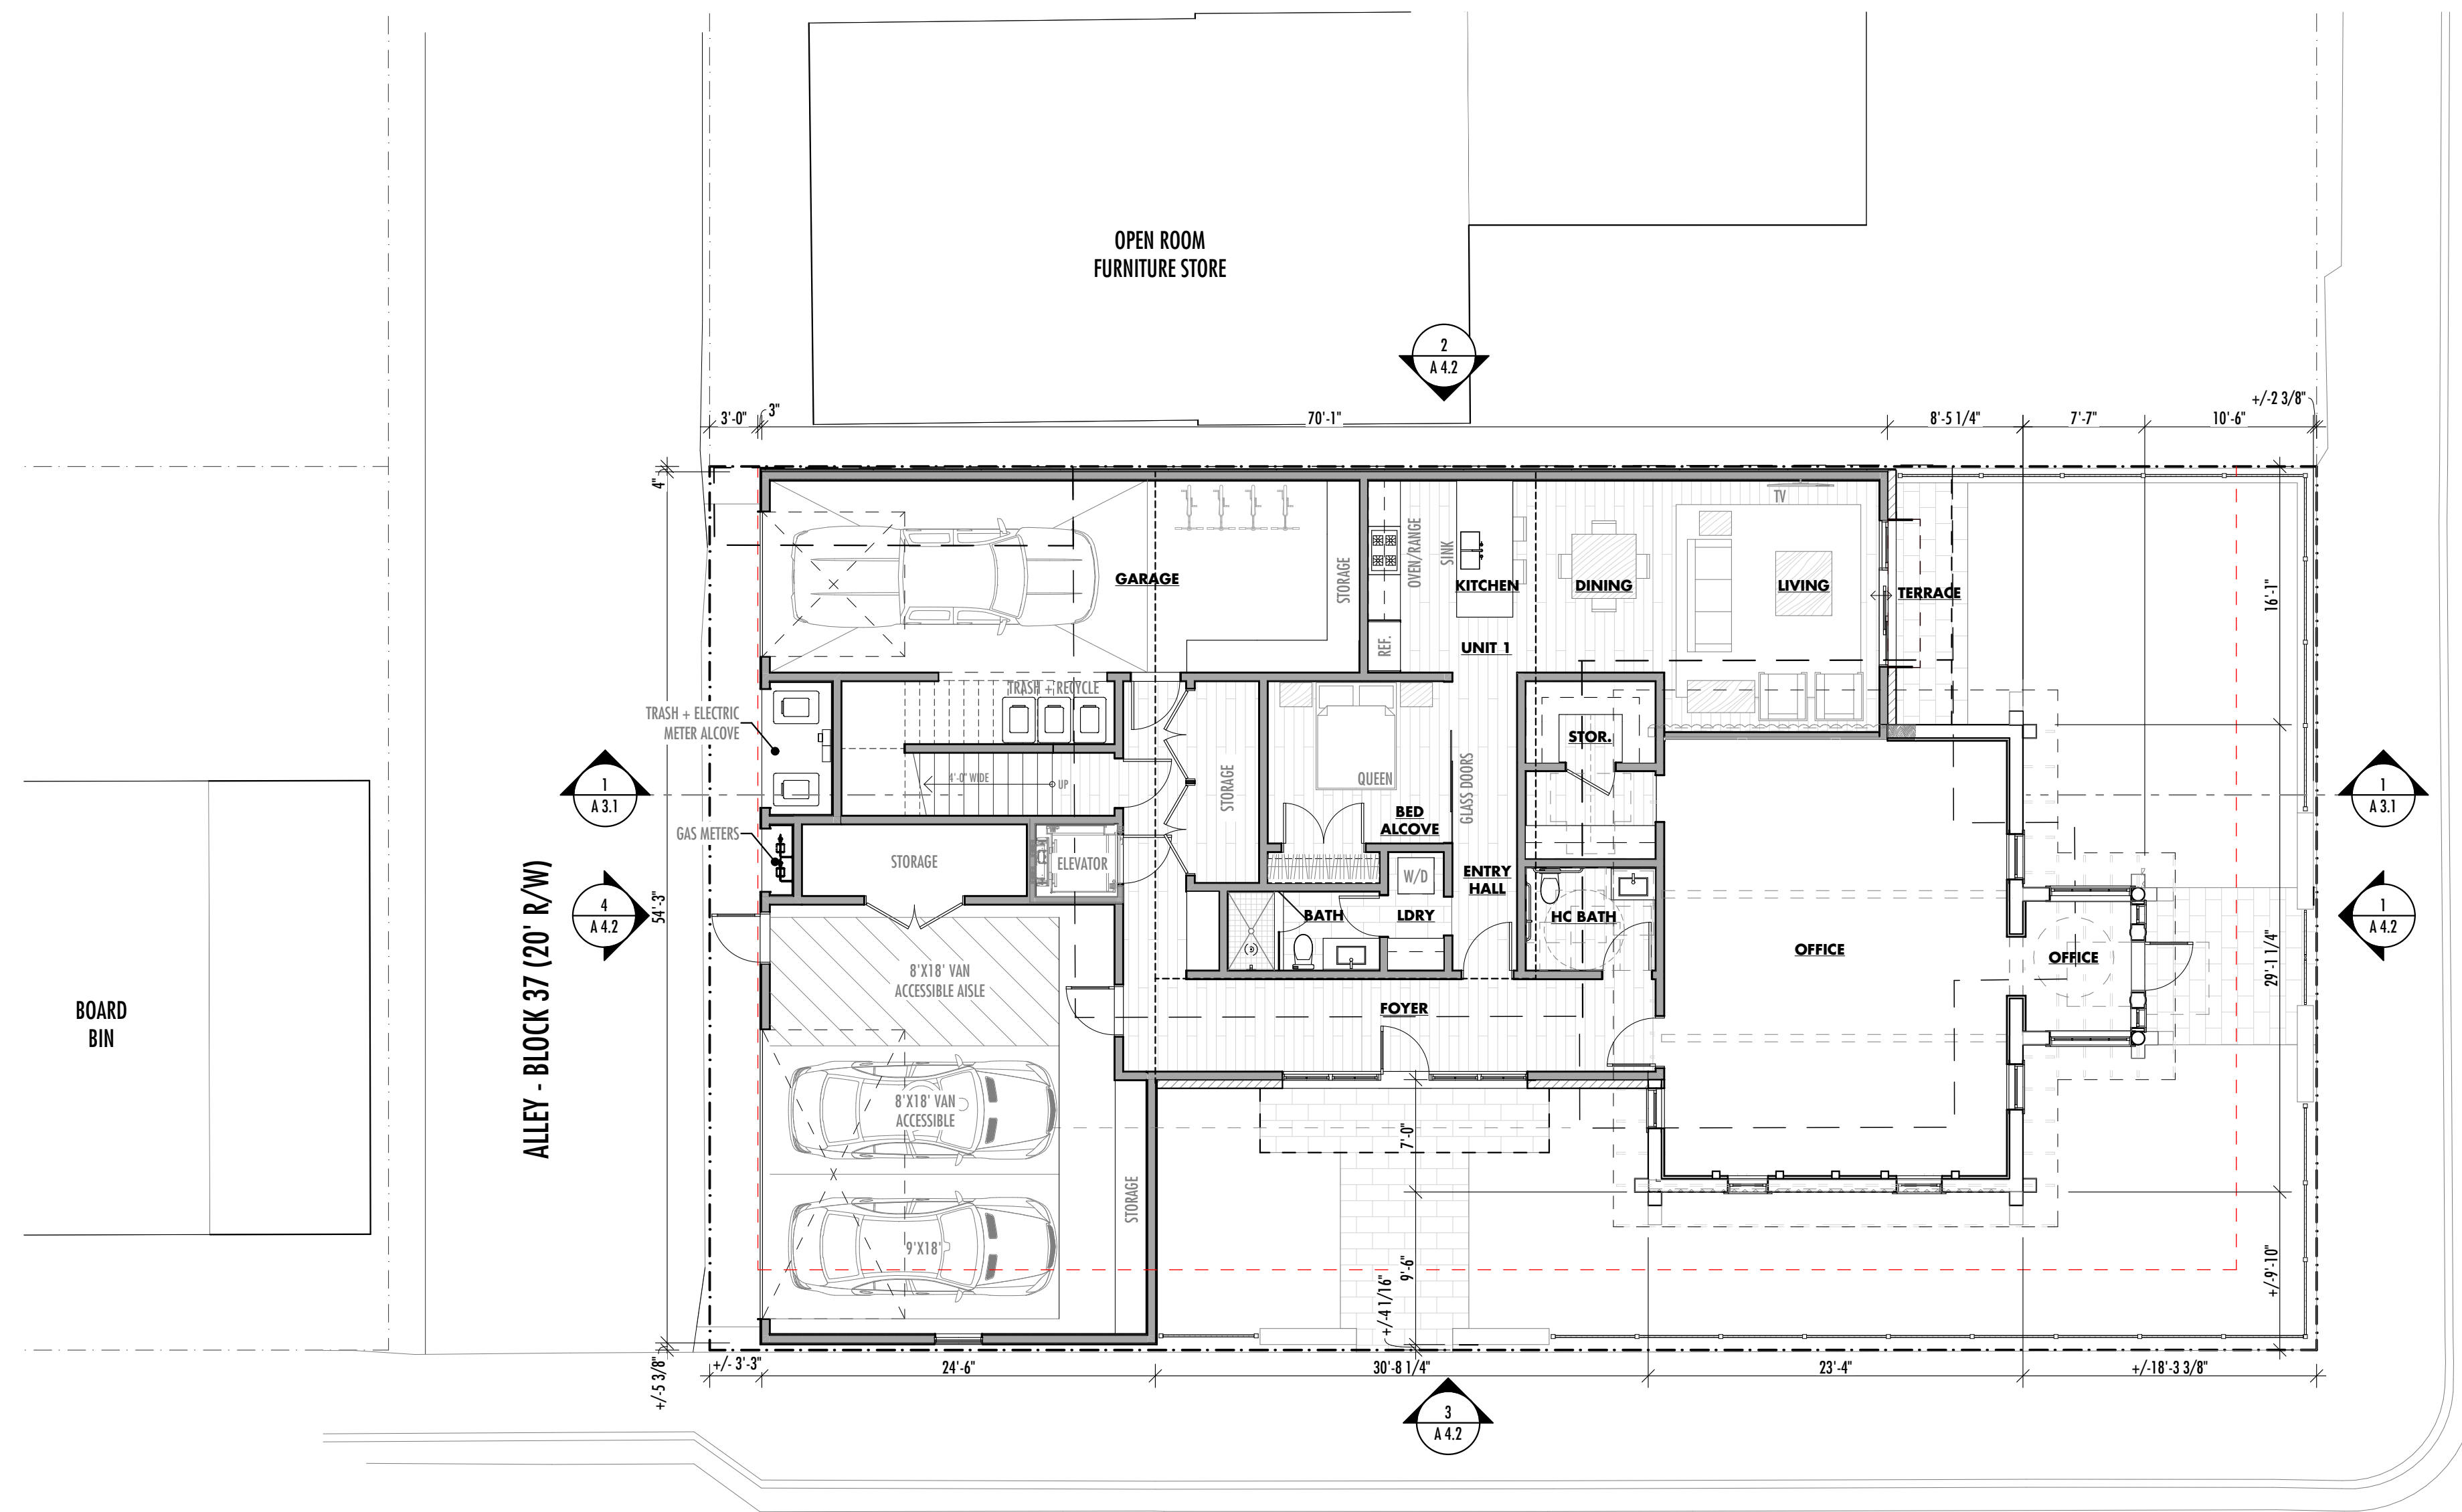 OPEN ROOM
FURNITURE STORE
2
A 4.2
+/-2 3/8"
3'-0"
3"
70'-1"
8'-5 1/4"
7'-7"
10'-6"
4"
TV
GARAGE
STORAGE
OVEN/RANGE
SINK
KITCHEN
DINING
LIVING
TERRACE
16'-1"
REF.
UNIT 1
TRASH + RECYCLE
TRASH + ELECTRIC
METER ALCOVE
STOR.
4'-0" WIDE
UP
STORAGE
QUEEN
GLASS DOORS
1
A 3.1
1
A 3.1
BED
ALCOVE
GAS METERS
STORAGE
ELEVATOR
W/D
ENTRY
HALL
4
A 4.2
54'-3"
BATH
LDRY
HC BATH
1
A 4.2
OFFICE
OFFICE
29'-1 1/4"
8'X18' VAN
ACCESSIBLE AISLE
FOYER
BOARD
BIN
ALLEY - BLOCK 37 (20' R/W)
8'X18' VAN
ACCESSIBLE
7'-0"
STORAGE
9'X18'
9'-6"
+/-4 1/16"
+/-9'-10"
+/-5 3/8"
+/- 3'-3"
24'-6"
30'-8 1/4"
23'-4"
+/-18'-3 3/8"
3
A 4.2